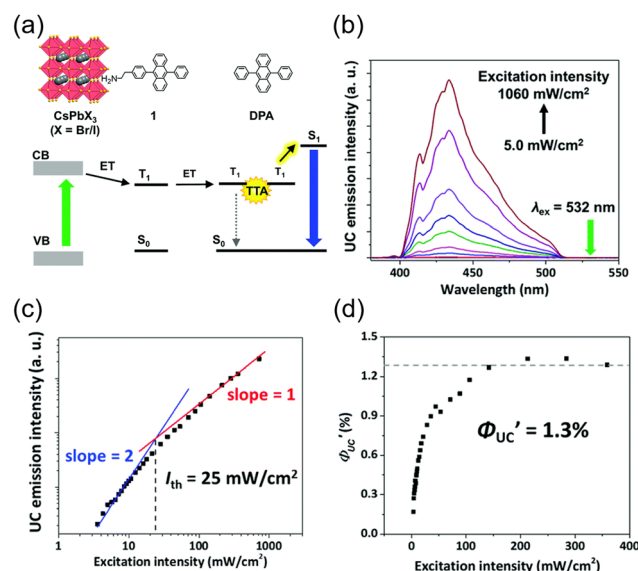 (a)
H₂N
CsPbX₃
(X = Br/I)
1
DPA
CB
ET
T₁
ET
T₁
TTA
T₁
S₁
VB
S₀
S₀
(b)
UC emission intensity (a. u.)
Excitation intensity
1060 mW/cm²
5.0 mW/cm²
λex = 532 nm
400 450 500 550
Wavelength (nm)
(c)
UC emission intensity (a. u.)
slope = 1
slope = 2
Ith = 25 mW/cm²
1 10 100 1000
Excitation intensity (mW/cm²)
(d)
ΦUC' (%)
1.5
1.2
0.9
0.6
0.3
0.0
ΦUC' = 1.3%
0 100 200 300 400
Excitation intensity (mW/cm²)